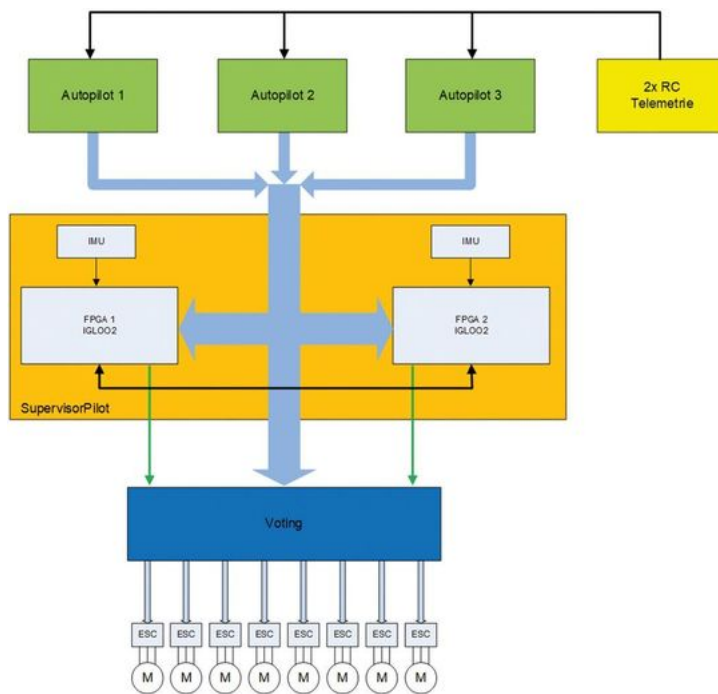 Autopilot 1
Autopilot 2
Autopilot 3
2x RC
Telemetrie
IMU
IMU
FPGA 1
IGLOO2
FPGA 2
IGLOO2
SupervisorPilot
Voting
ESC
ESC
ESC
ESC
ESC
ESC
ESC
ESC
M
M
M
M
M
M
M
M